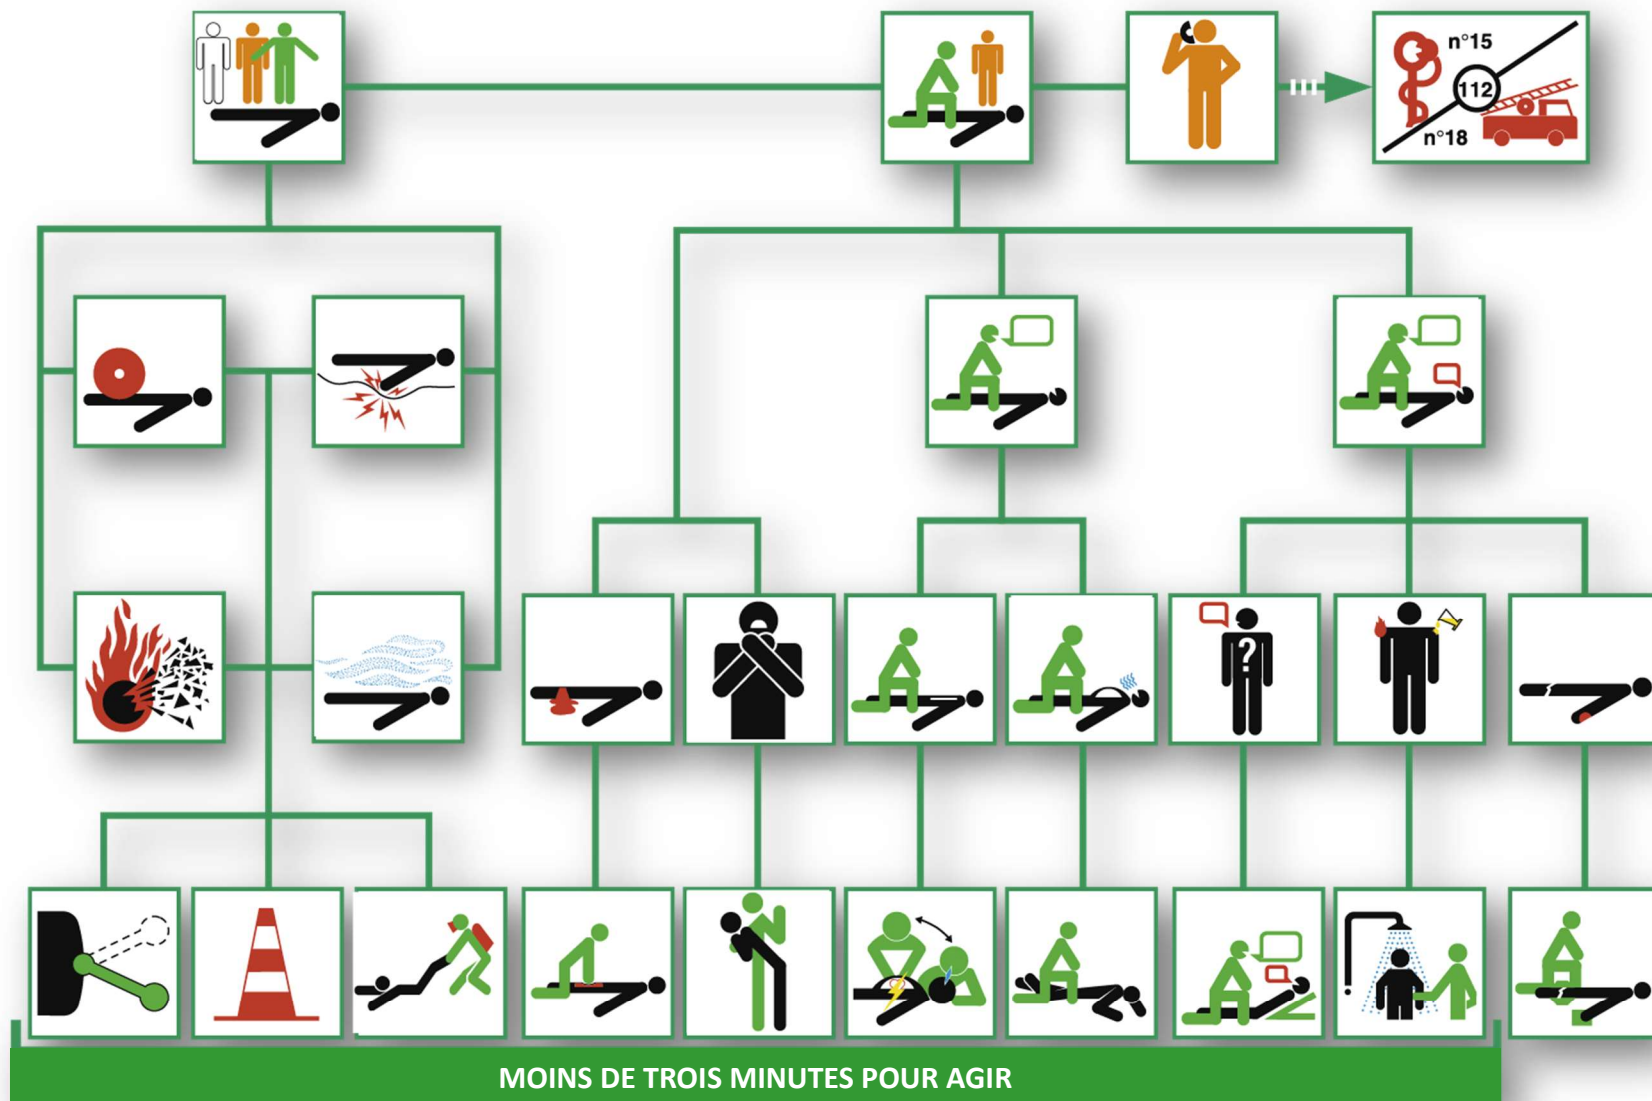 n°15
112
n°18
?
MOINS DE TROIS MINUTES POUR AGIR